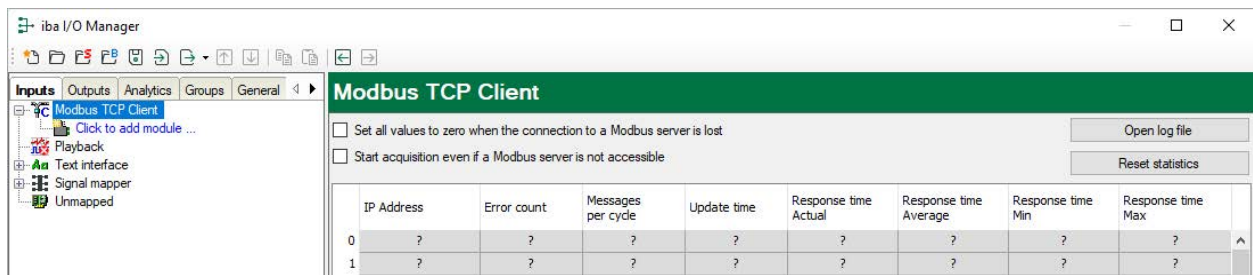 iba I/O Manager
Inputs Outputs Analytics Groups General
Modbus TCP Client
Click to add module ...
Playback
Text interface
Signal mapper
Unmapped
Modbus TCP Client
Set all values to zero when the connection to a Modbus server is lost
Open log file
Start acquisition even if a Modbus server is not accessible
Reset statistics
IP Address Error count Messages per cycle Update time Response time Actual Response time Average Response time Min Response time Max
0 ? ? ? ? ? ? ? ?
1 ? ? ? ? ? ? ? ?